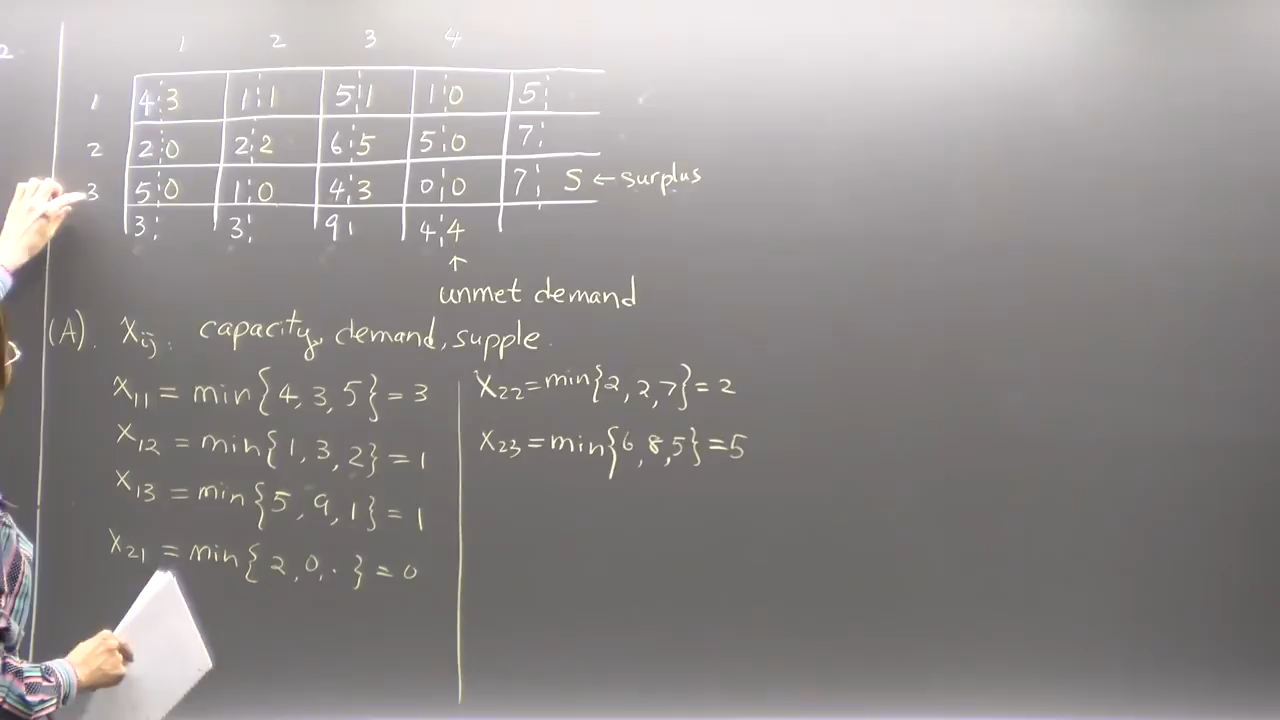 2
1 2 3 4
1 4 3 1 1 5 1 1 0 5
2 2 0 2 2 6 5 5 0 7
3 5 0 1 0 4 3 0 0 7 5 ← surplus
3 3 9 4 4
↑
unmet demand
(A). Xij: capacity, demand, supple.
X11 = min{4, 3, 5} = 3
X12 = min{1, 3, 2} = 1
X13 = min{5, 9, 1} = 1
X21 = min{2, 0, ·} = 0
X22 = min{2, 2, 7} = 2
X23 = min{6, 8, 5} = 5